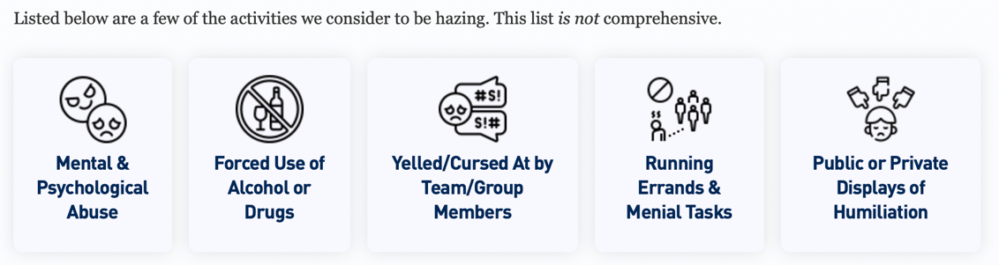 Listed below are a few of the activities we consider to be hazing. This list is not comprehensive.
#$!
$!#
Mental &
Psychological
Abuse
Forced Use of
Alcohol or
Drugs
Yelled/Cursed At by
Team/Group
Members
Running
Errands &
Menial Tasks
Public or Private
Displays of
Humiliation